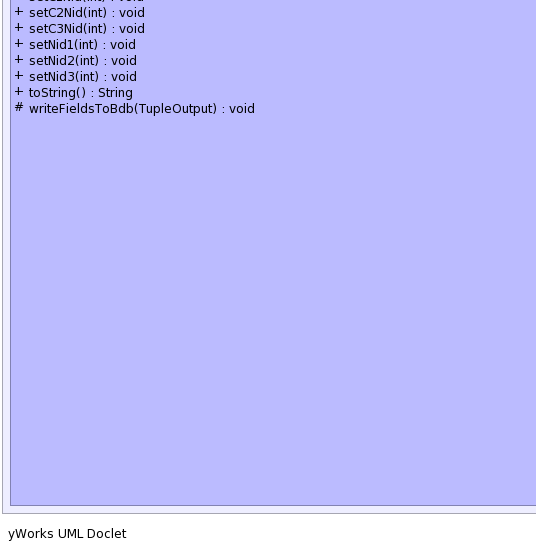 + setC2Nid(int) : void
+ setC3Nid(int) : void
+ setNid1(int) : void
+ setNid2(int) : void
+ setNid3(int) : void
+ toString() : String
# writeFieldsToBdb(TupleOutput) : void
yWorks UML Doclet